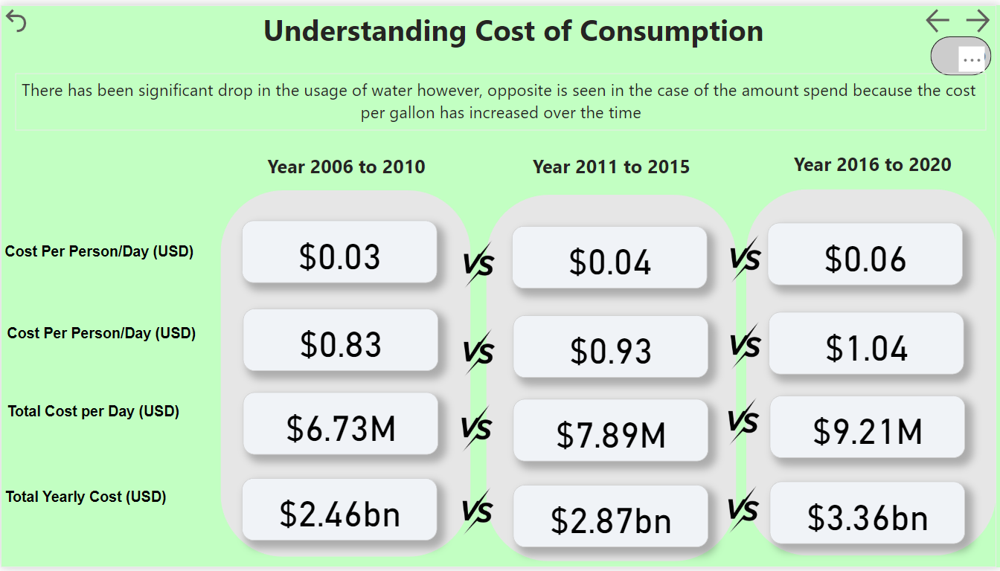 Understanding Cost of Consumption
...
There has been significant drop in the usage of water however, opposite is seen in the case of the amount spend because the cost
per gallon has increased over the time
Year 2006 to 2010 Year 2011 to 2015 Year 2016 to 2020
Cost Per Person/Day (USD) $0.03 VS $0.04 VS $0.06
Cost Per Person/Day (USD) $0.83 VS $0.93 VS $1.04
Total Cost per Day (USD) $6.73M VS $7.89M VS $9.21M
Total Yearly Cost (USD) $2.46bn VS $2.87bn VS $3.36bn